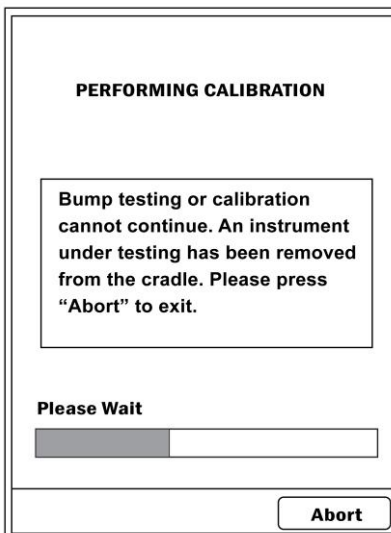 PERFORMING CALIBRATION
Bump testing or calibration
cannot continue. An instrument
under testing has been removed
from the cradle. Please press
“Abort” to exit.
Please Wait
Abort